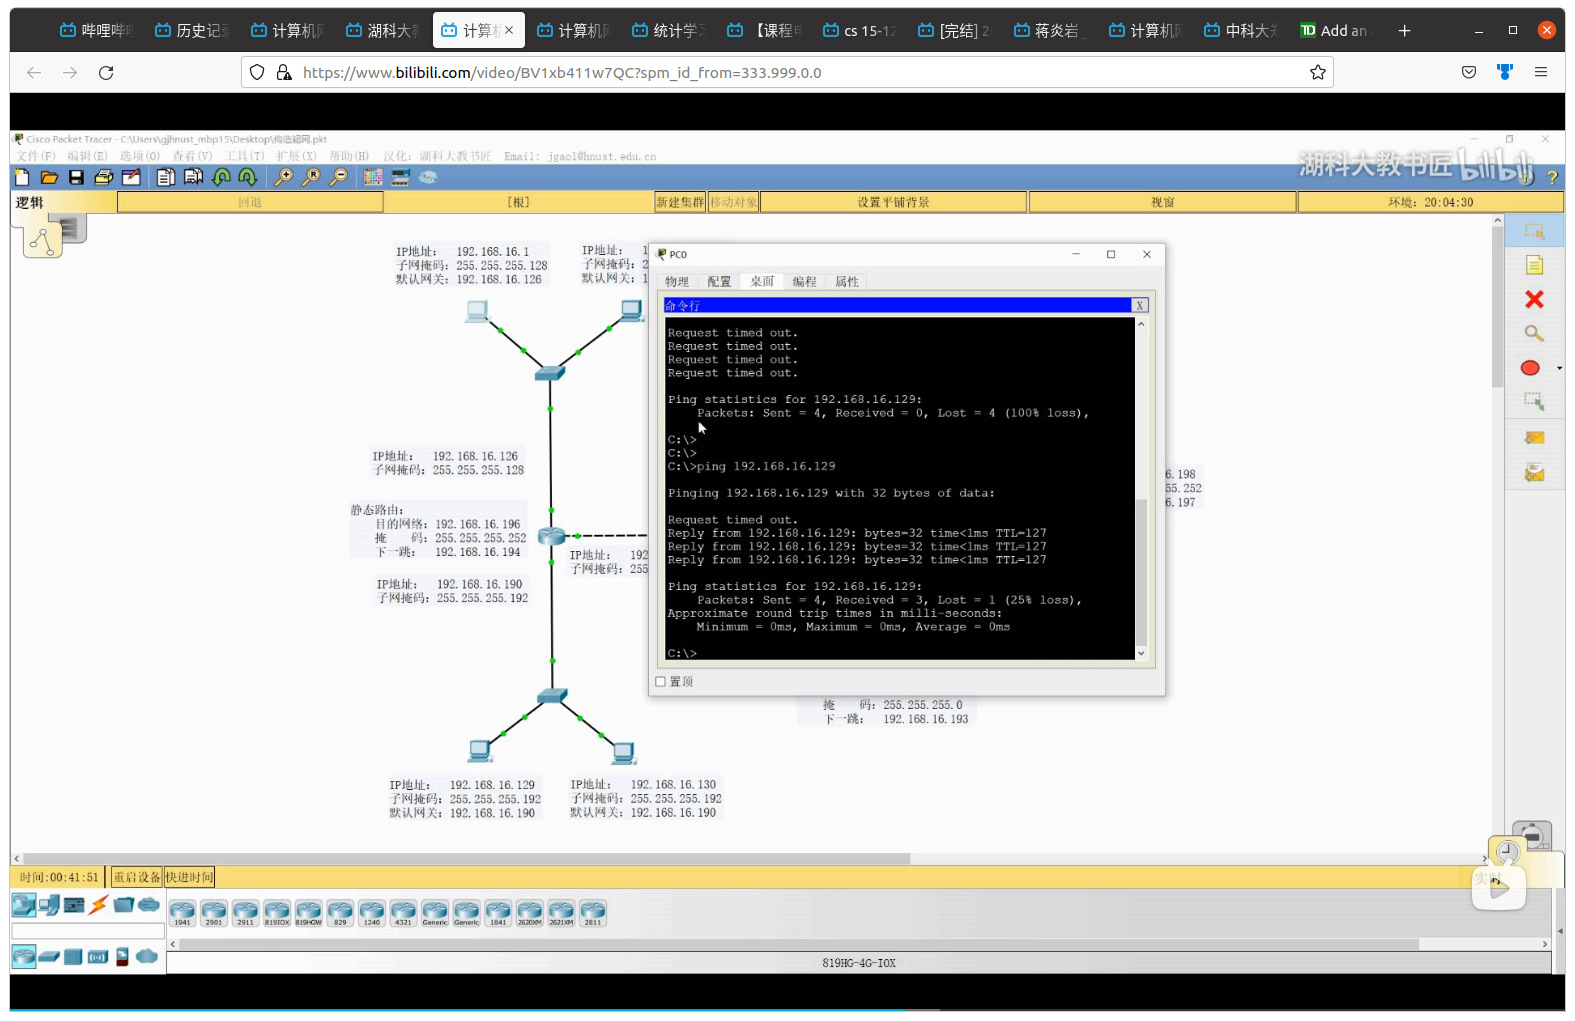 哔哩哔哩
历史记录
计算机网
湖科大教
计算机
计算机网
统计学习
【课程
cs 15-12
[完结] 2
蒋炎岩
计算机网
中科大
Add an
https://www.bilibili.com/video/BV1xb411w7QC?spm_id_from=333.999.0.0
Cisco Packet Tracer - C:\Users\gjhnust_mbp15\Desktop\构造超网.pkt
文件(F) 编辑(E) 选项(O) 查看(V) 工具(T) 扩展(X) 帮助(H) 汉化: 湖科大教书匠 Email: jgao1@hnust.edu.cn
湖科大教书匠 bilibili
逻辑 回退 [根] 新建集群 移动对象 设置平铺背景 视窗 环境: 20:04:30
IP地址: 192.168.16.1
子网掩码: 255.255.255.128
默认网关: 192.168.16.126
IP地址: 1
子网掩码: 2
默认网关: 1
IP地址: 192.168.16.126
子网掩码: 255.255.255.128
静态路由:
目的网络: 192.168.16.196
掩 码: 255.255.255.252
下一跳: 192.168.16.194
IP地址: 192
子网掩码: 255
IP地址: 192.168.16.190
子网掩码: 255.255.255.192
PC0
物理 配置 桌面 编程 属性
命令行 X
Request timed out.
Request timed out.
Request timed out.
Request timed out.
Ping statistics for 192.168.16.129:
Packets: Sent = 4, Received = 0, Lost = 4 (100% loss),
C:\>
C:\>
C:\>ping 192.168.16.129
Pinging 192.168.16.129 with 32 bytes of data:
Request timed out.
Reply from 192.168.16.129: bytes=32 time<1ms TTL=127
Reply from 192.168.16.129: bytes=32 time<1ms TTL=127
Reply from 192.168.16.129: bytes=32 time<1ms TTL=127
Ping statistics for 192.168.16.129:
Packets: Sent = 4, Received = 3, Lost = 1 (25% loss),
Approximate round trip times in milli-seconds:
Minimum = 0ms, Maximum = 0ms, Average = 0ms
C:\>
置顶
6.198
55.252
6.197
掩 码: 255.255.255.0
下一跳: 192.168.16.193
IP地址: 192.168.16.129
子网掩码: 255.255.255.192
默认网关: 192.168.16.190
IP地址: 192.168.16.130
子网掩码: 255.255.255.192
默认网关: 192.168.16.190
时间:00:41:51 重启设备 快进时间 实时
1941 2901 2911 819IOX 819HGW 829 1240 4321 Generic Generic 1841 2620XM 2621XM 2811
819HG-4G-IOX